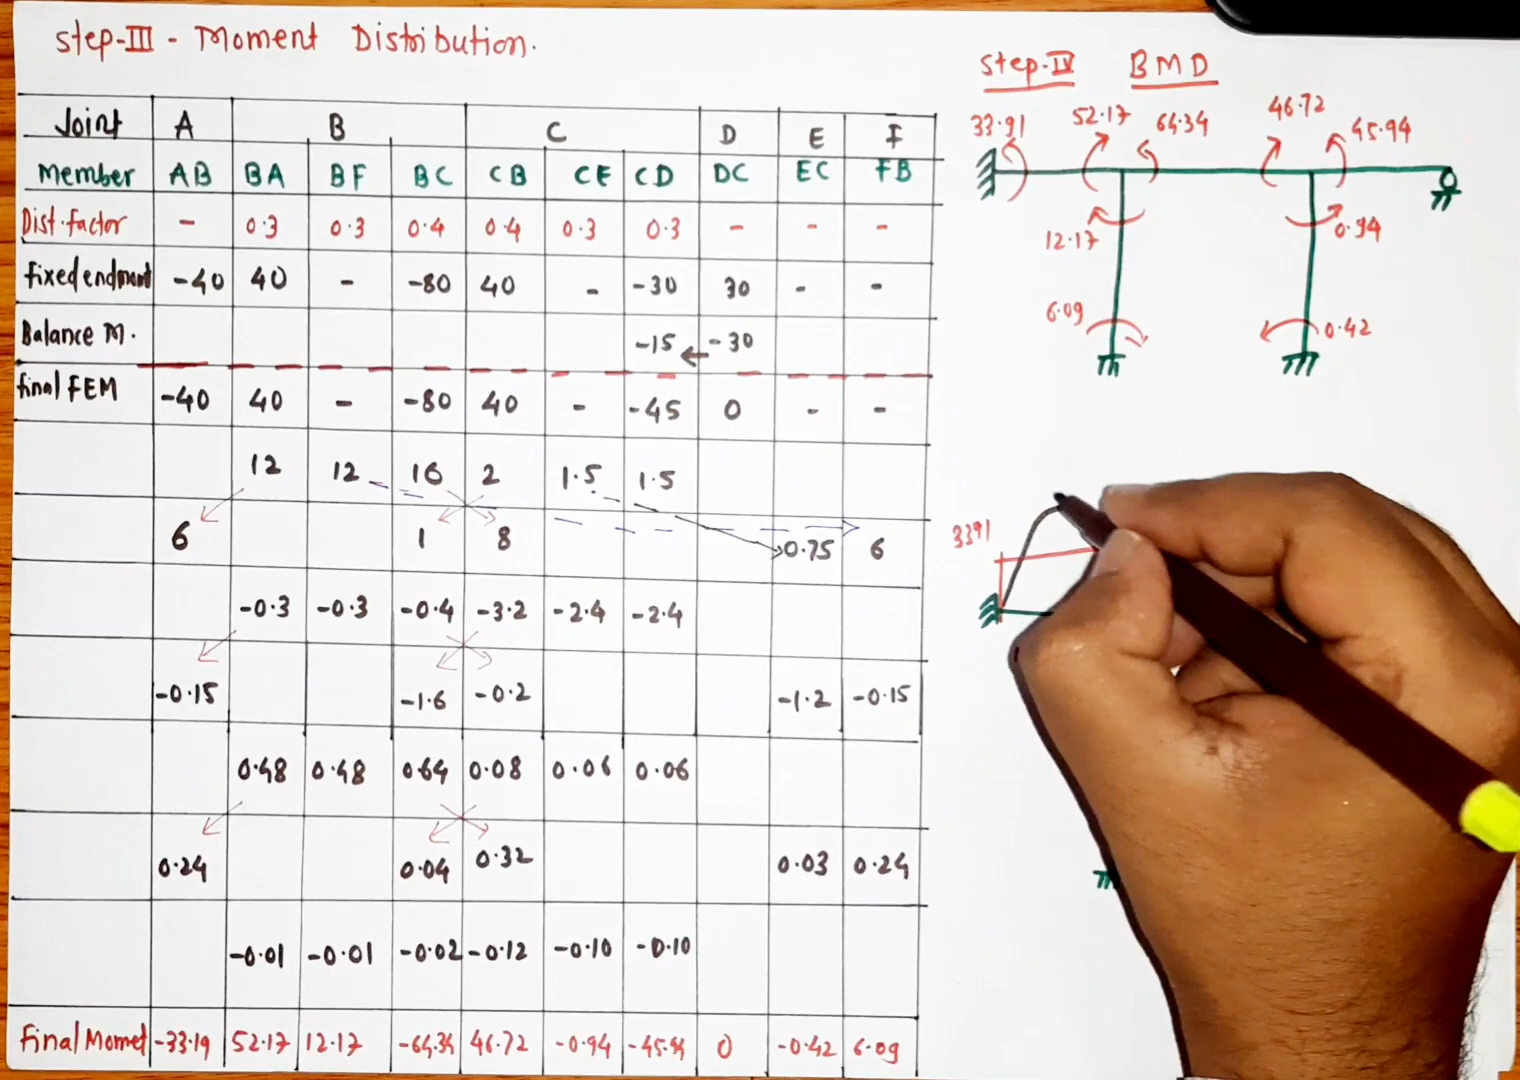 Step-III - Moment Distribution.
Joint A B C D E F
Member AB BA BF BC CB CE CD DC EC FB
Dist.factor - 0.3 0.3 0.4 0.4 0.3 0.3 - - -
fixed end momt -40 40 - -80 40 - -30 30 - -
Balance M. -15 -30
final FEM -40 40 - -80 40 - -45 0 - -
12 12 16 2 1.5 1.5
6 1 8 0.75 6
-0.3 -0.3 -0.4 -3.2 -2.4 -2.4
-0.15 -1.6 -0.2 -1.2 -0.15
0.48 0.48 0.64 0.08 0.06 0.06
0.24 0.04 0.32 0.03 0.24
-0.01 -0.01 -0.02 -0.12 -0.10 -0.10
Final Momet -33.19 52.17 12.17 -64.34 46.72 -0.94 -45.94 0 -0.42 6.09
Step-IV BMD
33.91 52.17 64.34 46.72 45.94
12.17 0.94
6.09 0.42
3391